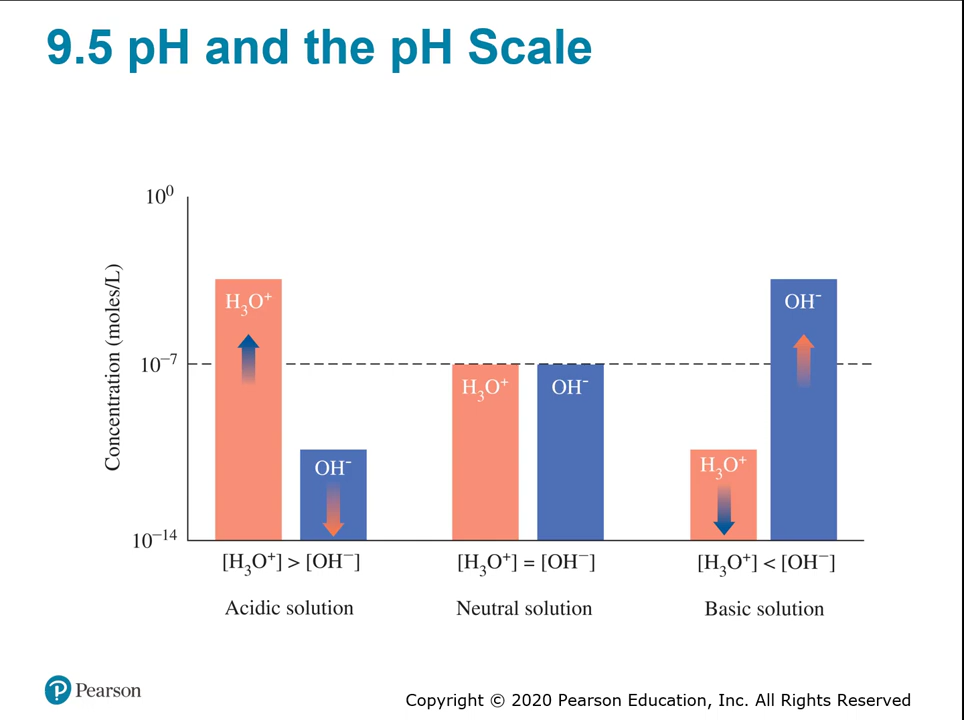 9.5 pH and the pH Scale
10⁰
10⁻⁷
10⁻¹⁴
Concentration (moles/L)
H₃O⁺
OH⁻
H₃O⁺
OH⁻
H₃O⁺
OH⁻
[H₃O⁺] > [OH⁻]
[H₃O⁺] = [OH⁻]
[H₃O⁺] < [OH⁻]
Acidic solution
Neutral solution
Basic solution
P Pearson
Copyright © 2020 Pearson Education, Inc. All Rights Reserved